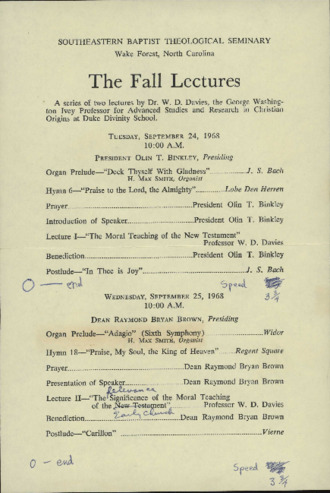 SOUTHEASTERN BAPTIST THEOLOGICAL SEMINARY
Wake Forest, North Carolina
The Fall Lectures
A series of two lectures by Dr. W. D. Davies, the George Washing-
ton Ivey Professor for Advanced Studies and Research in Christian
Origins at Duke Divinity School.
TUESDAY, SEPTEMBER 24, 1968
10:00 A.M.
PRESIDENT OLIN T. BINKLEY, Presiding
Organ Prelude—"Deck Thyself With Gladness" J. S. Bach
H. MAX SMITH, Organist
Hymn 6—"Praise to the Lord, the Almighty" Lobe Den Herren
Prayer President Olin T. Binkley
Introduction of Speaker President Olin T. Binkley
Lecture I—"The Moral Teaching of the New Testament"
Professor W. D. Davies
Benediction President Olin T. Binkley
Postlude—"In Thee is Joy" J. S. Bach
O — end Speed
3 3/4
WEDNESDAY, SEPTEMBER 25, 1968
10:00 A.M.
DEAN RAYMOND BRYAN BROWN, Presiding
Organ Prelude—"Adagio" (Sixth Symphony) Widor
H. MAX SMITH, Organist
Hymn 18—"Praise, My Soul, the King of Heaven" Regent Square
Prayer Dean Raymond Bryan Brown
Presentation of Speaker Dean Raymond Bryan Brown
Relevance
Lecture II—"The Significance of the Moral Teaching
of the New Testament" Professor W. D. Davies
Early Church
Benediction Dean Raymond Bryan Brown
Postlude—"Carillon" Vierne
O — end Speed
3 3/4